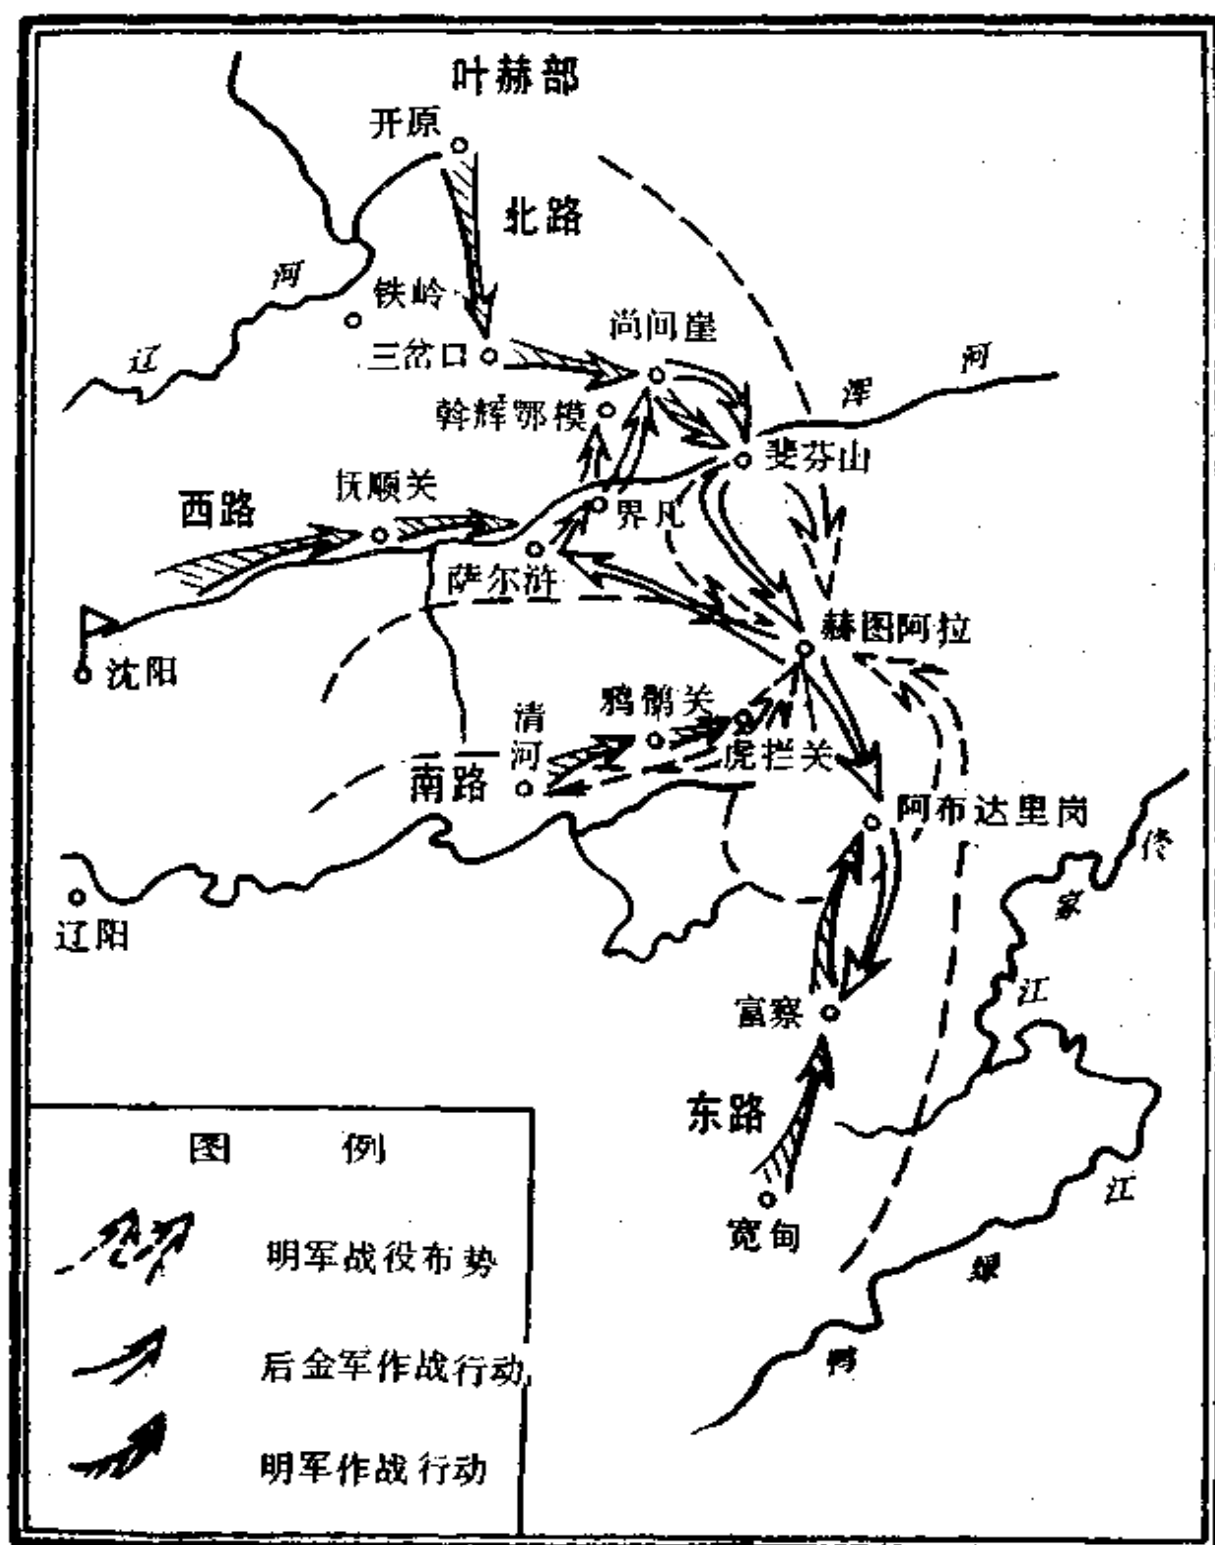 叶赫部
开原
北路
辽河
铁岭
三岔口
尚间崖
浑河
斡辉鄂模
斐芬山
抚顺关
西路
界凡
萨尔浒
赫图阿拉
沈阳
鸦鹘关
清河
虎拦关
南路
阿布达里岗
佟家江
辽阳
富察
东路
宽甸
鸭绿江
图例
明军战役布势
后金军作战行动
明军作战行动